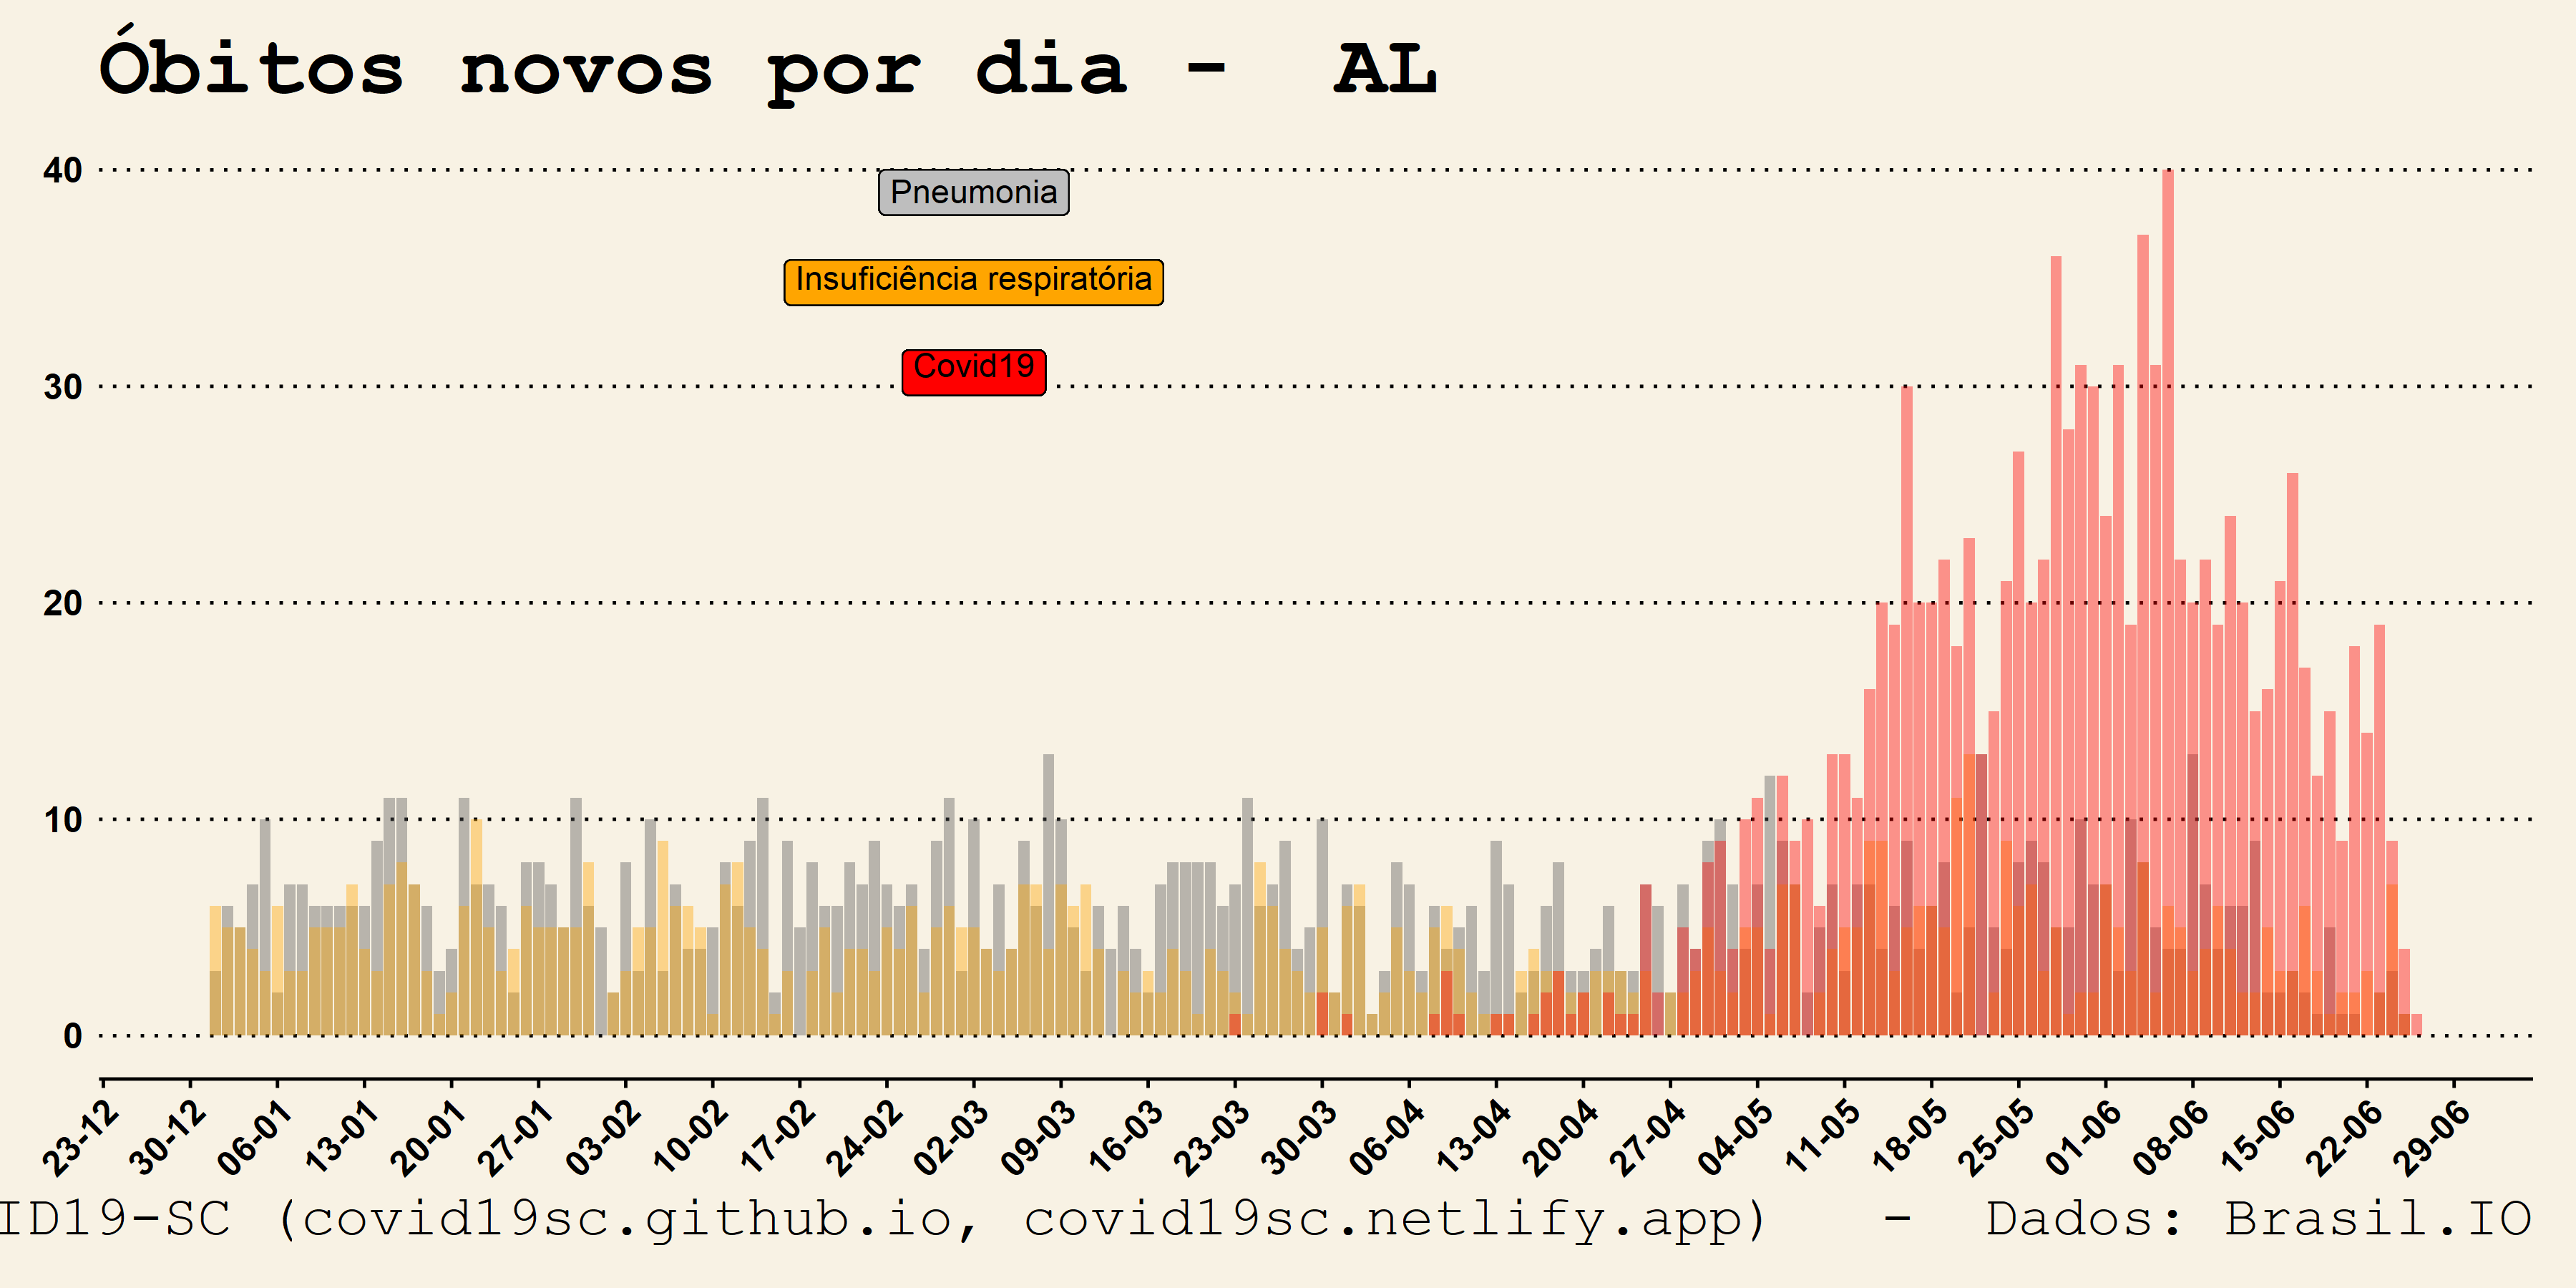 Óbitos novos por dia - AL
40
Pneumonia
Insuficiência respiratória
Covid19
30
20
10
0
23-12 30-12 06-01 13-01 20-01 27-01 03-02 10-02 17-02 24-02 02-03 09-03 16-03 23-03 30-03 06-04 13-04 20-04 27-04 04-05 11-05 18-05 25-05 01-06 08-06 15-06 22-06 29-06
ID19-SC (covid19sc.github.io, covid19sc.netlify.app) - Dados: Brasil.IO